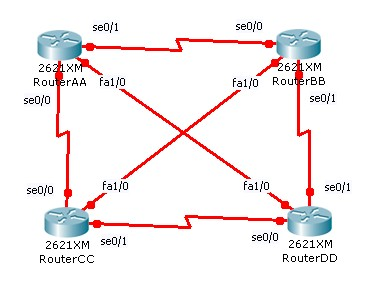 se0/1
se0/0
2621XM
RouterAA
2621XM
RouterBB
fa1/0
fa1/0
se0/0
se0/1
se0/0
se0/1
fa1/0
fa1/0
2621XM
RouterCC
se0/1
se0/0
2621XM
RouterDD